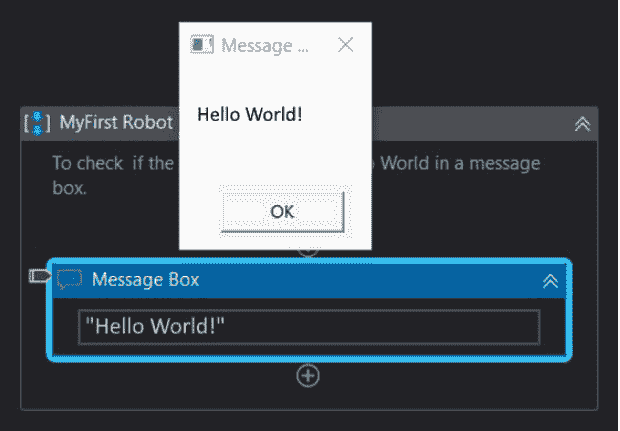 Message ...
Hello World!
OK
MyFirst Robot
To check if the World in a message
box.
Message Box
"Hello World!"